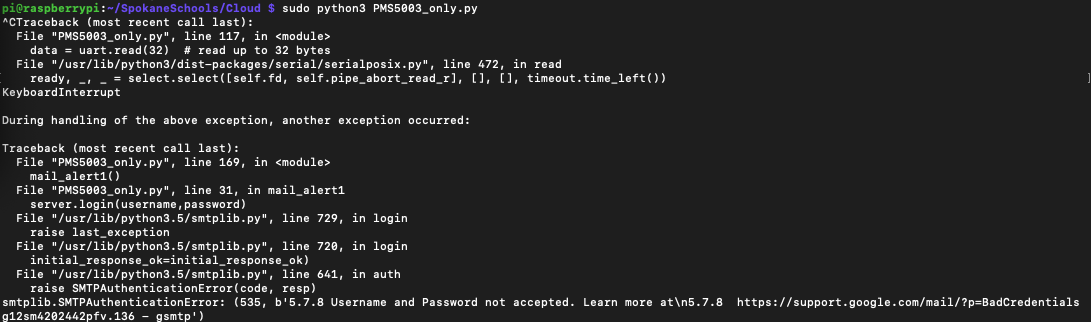 pi@raspberrypi:~/SpokaneSchools/Cloud $ sudo python3 PMS5003_only.py
^CTraceback (most recent call last):
  File "PMS5003_only.py", line 117, in <module>
    data = uart.read(32)  # read up to 32 bytes
  File "/usr/lib/python3/dist-packages/serial/serialposix.py", line 472, in read
    ready, _, _ = select.select([self.fd, self.pipe_abort_read_r], [], [], timeout.time_left())
KeyboardInterrupt

During handling of the above exception, another exception occurred:

Traceback (most recent call last):
  File "PMS5003_only.py", line 169, in <module>
    mail_alert1()
  File "PMS5003_only.py", line 31, in mail_alert1
    server.login(username,password)
  File "/usr/lib/python3.5/smtplib.py", line 729, in login
    raise last_exception
  File "/usr/lib/python3.5/smtplib.py", line 720, in login
    initial_response_ok=initial_response_ok)
  File "/usr/lib/python3.5/smtplib.py", line 641, in auth
    raise SMTPAuthenticationError(code, resp)
smtplib.SMTPAuthenticationError: (535, b'5.7.8 Username and Password not accepted. Learn more at\n5.7.8  https://support.google.com/mail/?p=BadCredentials
g12sm4202442pfv.136 - gsmtp')